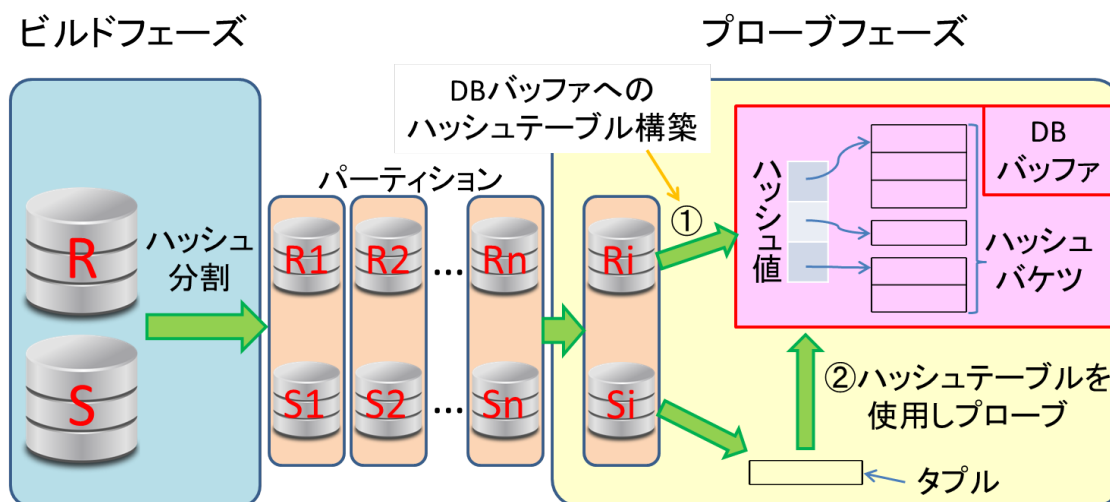 ビルドフェーズ
プローブフェーズ
DBバッファへの
ハッシュテーブル構築
パーティション
ハッシュ
分割
R
S
R1
R2
...
Rn
S1
S2
...
Sn
Ri
Si
①
ハッシュ値
DB
バッファ
ハッシュ
バケツ
②ハッシュテーブルを
使用しプローブ
タプル